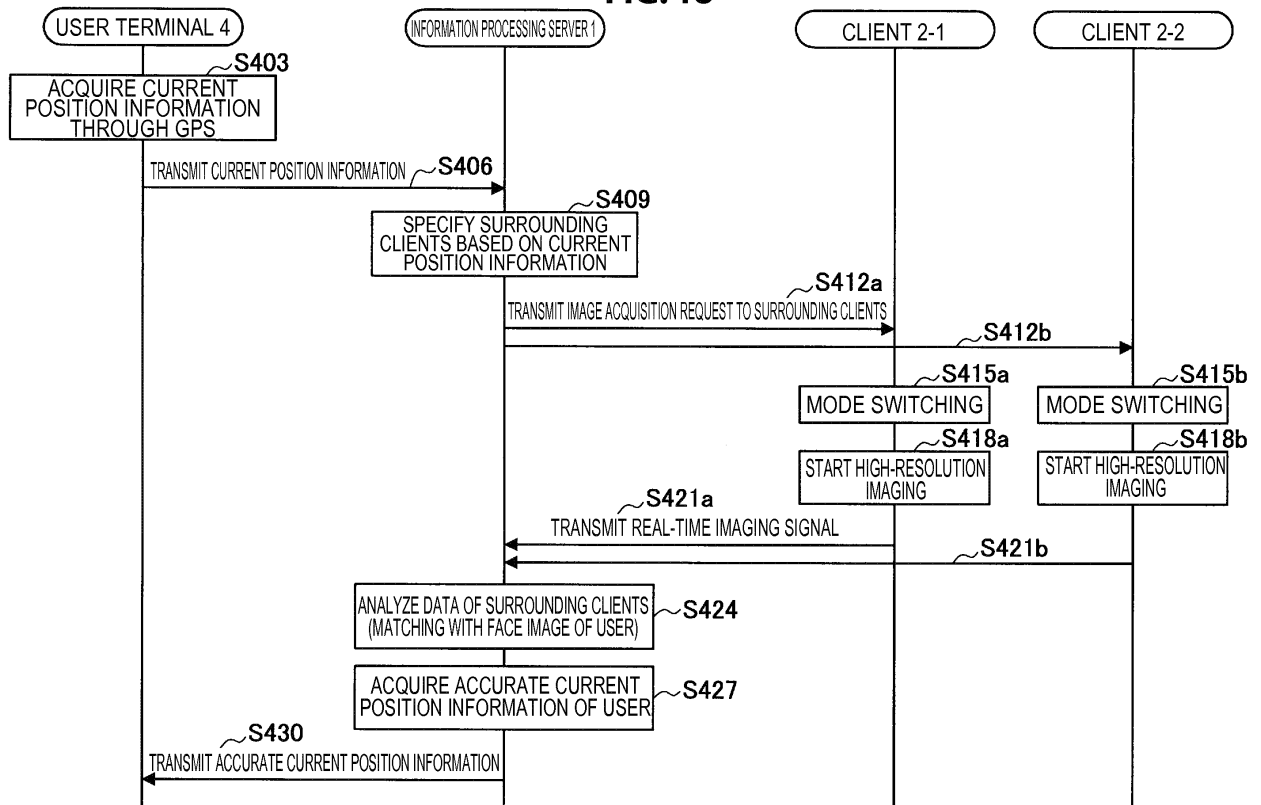 USER TERMINAL 4
INFORMATION PROCESSING SERVER 1
CLIENT 2-1
CLIENT 2-2
S403
ACQUIRE CURRENT
POSITION INFORMATION
THROUGH GPS
TRANSMIT CURRENT POSITION INFORMATION
S406
S409
SPECIFY SURROUNDING
CLIENTS BASED ON CURRENT
POSITION INFORMATION
S412a
TRANSMIT IMAGE ACQUISITION REQUEST TO SURROUNDING CLIENTS
S412b
S415a
MODE SWITCHING
S415b
MODE SWITCHING
S418a
START HIGH-RESOLUTION
IMAGING
S418b
START HIGH-RESOLUTION
IMAGING
S421a
TRANSMIT REAL-TIME IMAGING SIGNAL
S421b
ANALYZE DATA OF SURROUNDING CLIENTS
(MATCHING WITH FACE IMAGE OF USER)
S424
ACQUIRE ACCURATE CURRENT
POSITION INFORMATION OF USER
S427
S430
TRANSMIT ACCURATE CURRENT POSITION INFORMATION